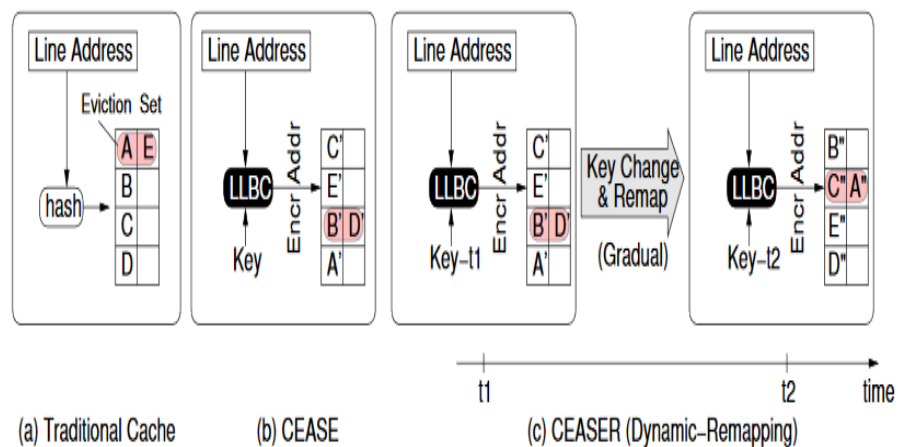 Line Address
Eviction Set
A E
B
C
D
hash
(a) Traditional Cache
Line Address
LLBC
Key
Encr Addr
C'
E'
B' D'
A'
(b) CEASE
Line Address
LLBC
Key-t1
Encr Addr
C'
E'
B' D'
A'
Key Change
& Remap
(Gradual)
Line Address
LLBC
Key-t2
Encr Addr
B"
C" A"
E"
D"
t1
t2
time
(c) CEASER (Dynamic-Remapping)